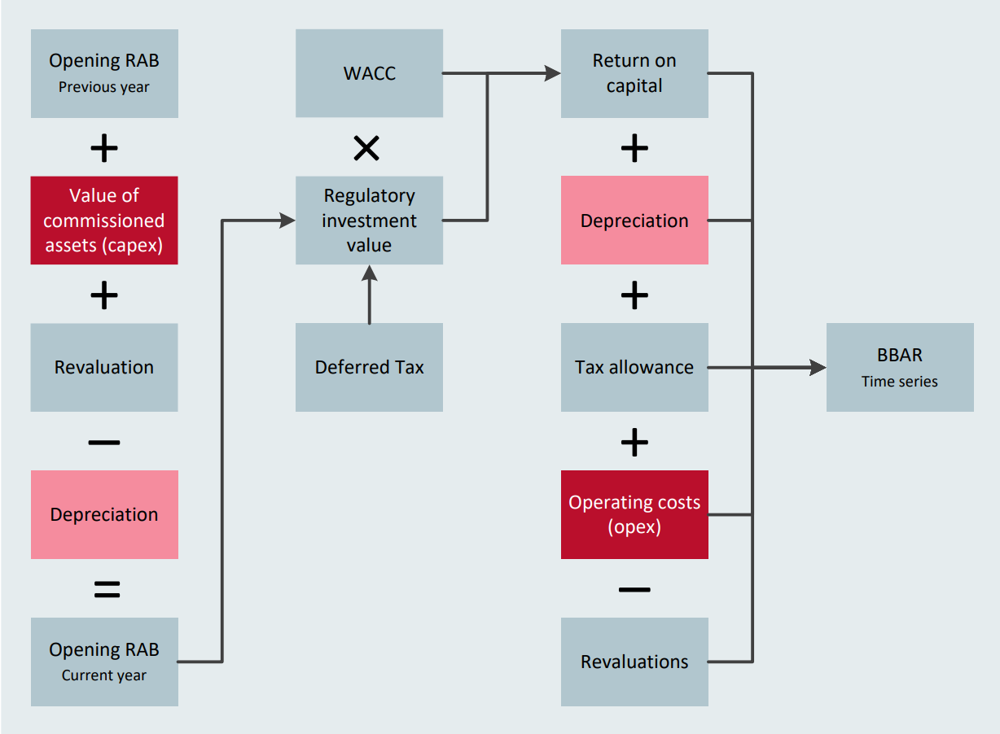 Opening RAB
Previous year
+
Value of
commissioned
assets (capex)
+
Revaluation
−
Depreciation
=
Opening RAB
Current year
WACC
×
Regulatory
investment
value
Deferred Tax
Return on
capital
+
Depreciation
+
Tax allowance
+
Operating costs
(opex)
−
Revaluations
BBAR
Time series